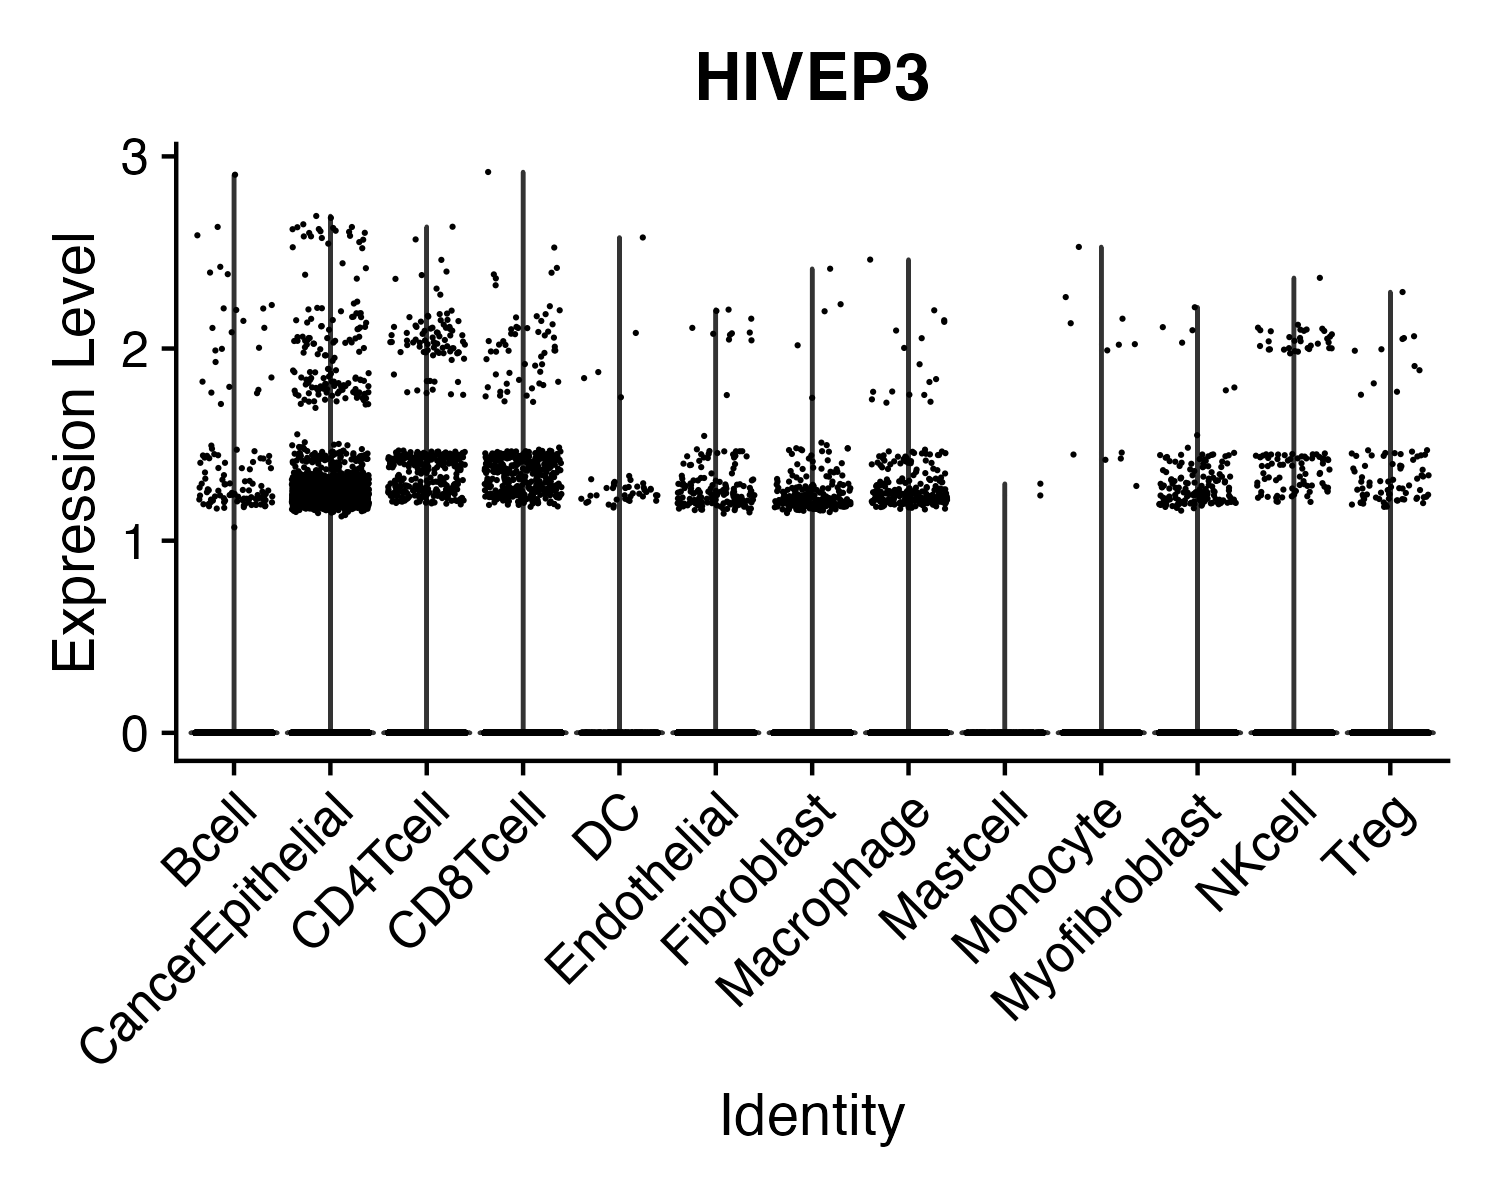 HIVEP3
Expression Level
3
2
1
0
Bcell
CancerEpithelial
CD4Tcell
CD8Tcell
DC
Endothelial
Fibroblast
Macrophage
Mastcell
Monocyte
Myofibroblast
NKcell
Treg
Identity